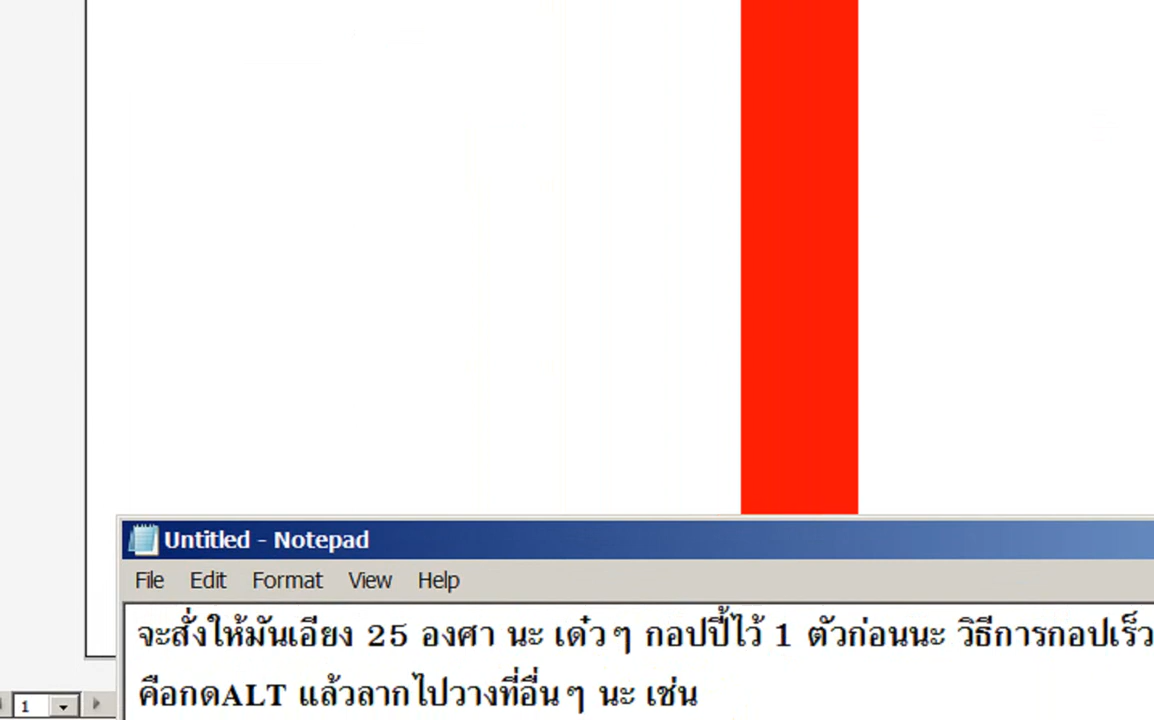 Untitled - Notepad
File Edit Format View Help
จะสั่งให้มันเอียง 25 องศา นะ เด๋วๆ กอปปี้ไว้ 1 ตัวก่อนนะ วิธีการกอปเร็ว
คือกดALT แล้วลากไปวางที่อื่นๆ นะ เช่น
1